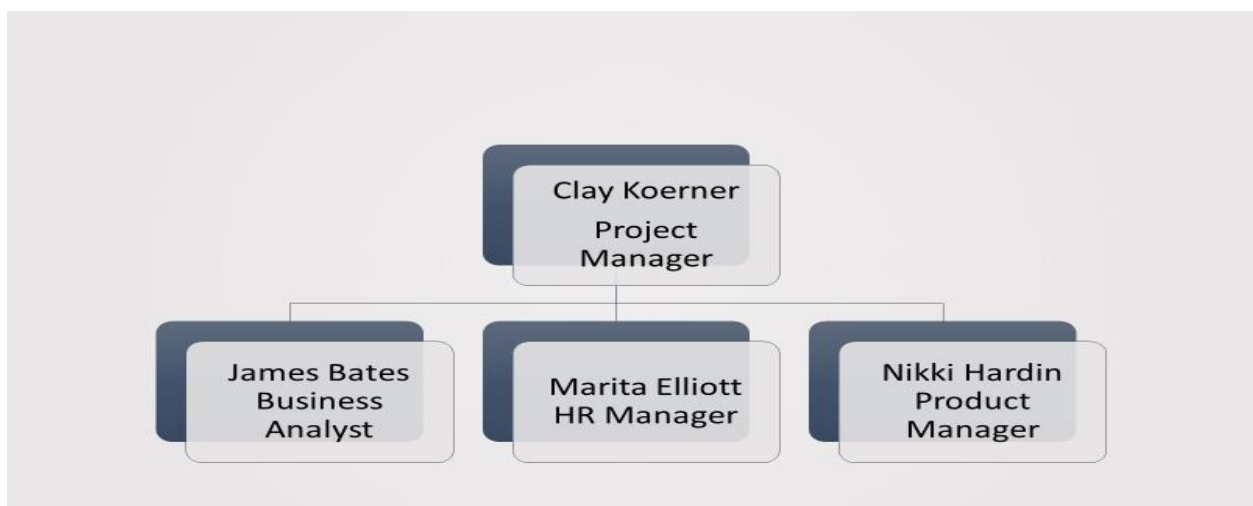 Clay Koerner
Project
Manager
James Bates
Business
Analyst
Marita Elliott
HR Manager
Nikki Hardin
Product
Manager